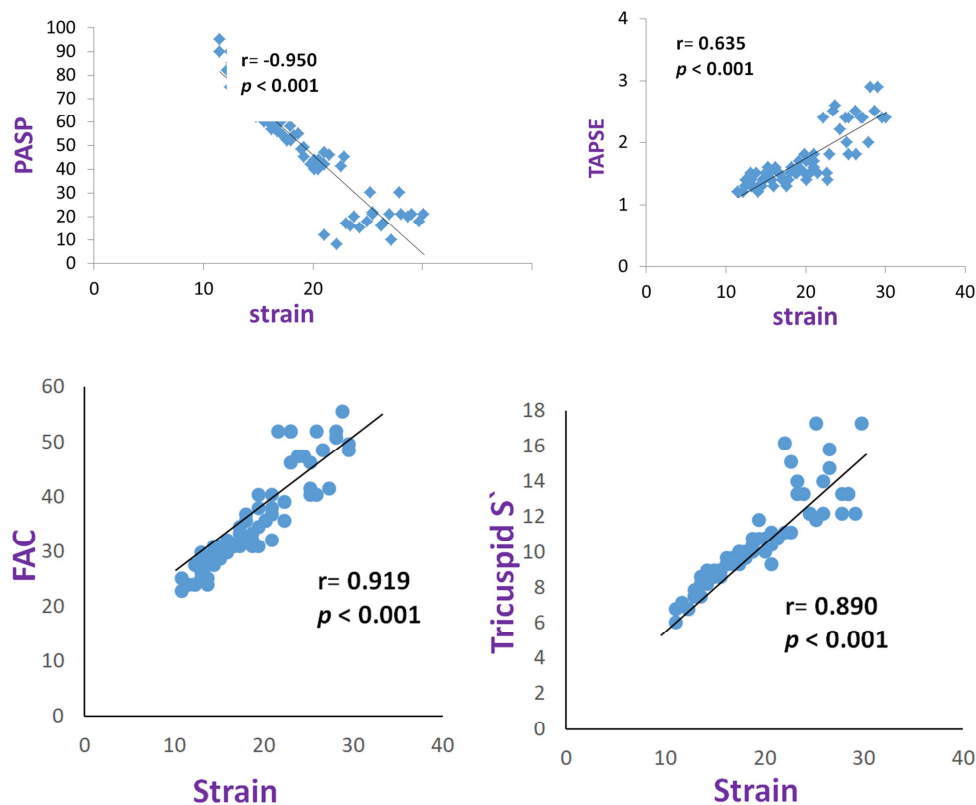 100
90
80
70
60
50
40
30
20
10
0
PASP
r= -0.950
p < 0.001
0 10 20
strain
4
3
2
1
0
TAPSE
r= 0.635
p < 0.001
0 10 20 30 40
strain
60
50
40
30
20
10
0
FAC
r= 0.919
p < 0.001
0 10 20 30 40
Strain
18
16
14
12
10
8
6
4
2
0
Tricuspid S`
r= 0.890
p < 0.001
0 10 20 30 40
Strain